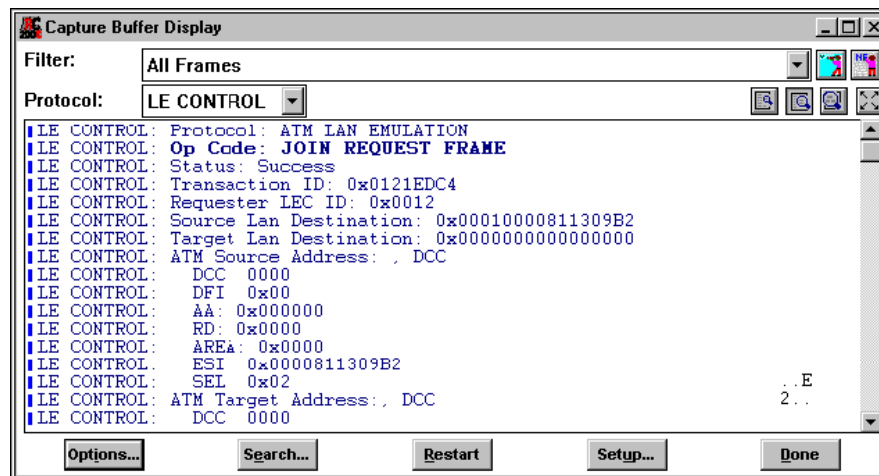 Capture Buffer Display
Filter:
All Frames
Protocol:
LE CONTROL
LE CONTROL: Protocol: ATM LAN EMULATION
LE CONTROL: Op Code: JOIN REQUEST FRAME
LE CONTROL: Status: Success
LE CONTROL: Transaction ID: 0x0121EDC4
LE CONTROL: Requester LEC ID: 0x0012
LE CONTROL: Source Lan Destination: 0x00010000811309B2
LE CONTROL: Target Lan Destination: 0x0000000000000000
LE CONTROL: ATM Source Address: , DCC
LE CONTROL: DCC 0000
LE CONTROL: DFI 0x00
LE CONTROL: AA: 0x000000
LE CONTROL: RD: 0x0000
LE CONTROL: AREA: 0x0000
LE CONTROL. ESI 0x0000811309B2
LE CONTROL: SEL 0x02 ..E
LE CONTROL: ATM Target Address:, DCC 2..
LE CONTROL: DCC 0000
Options... Search... Restart Setup... Done